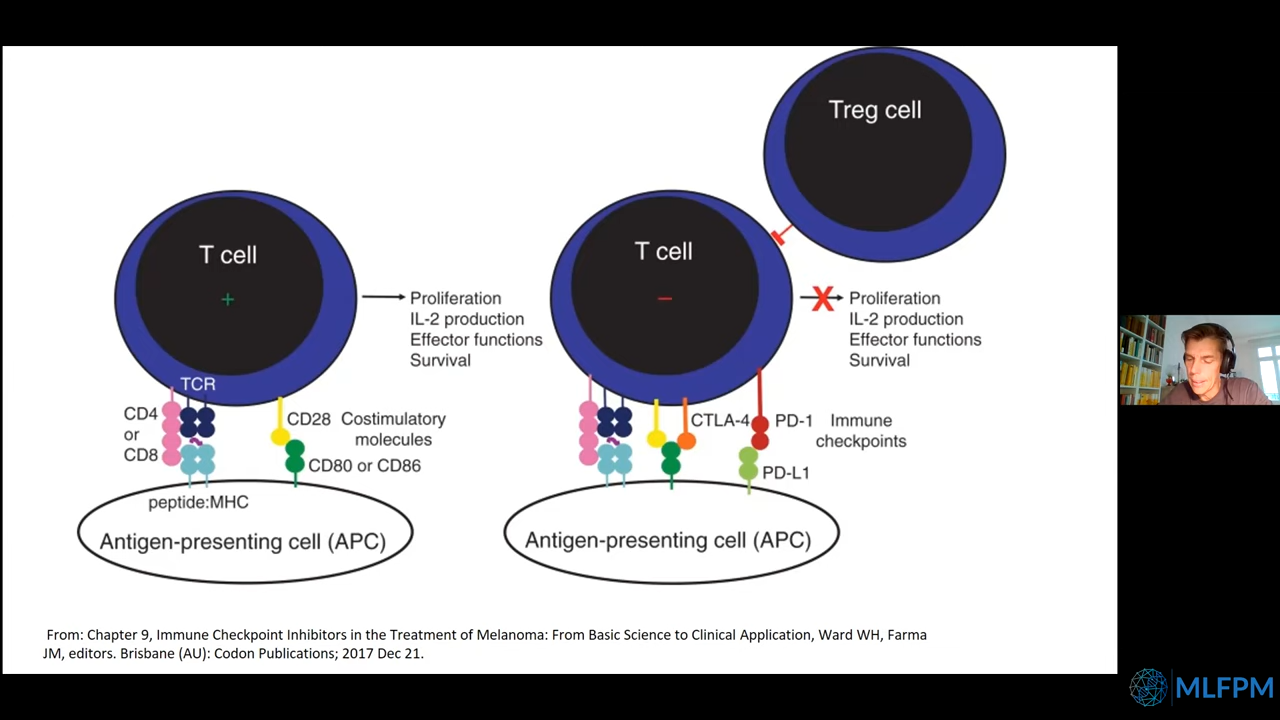 Treg cell
T cell
+
Proliferation
IL-2 production
Effector functions
Survival
TCR
CD4
or
CD8
CD28 Costimulatory
molecules
CD80 or CD86
peptide:MHC
Antigen-presenting cell (APC)
T cell
−
X
Proliferation
IL-2 production
Effector functions
Survival
CTLA-4
PD-1 Immune
checkpoints
PD-L1
Antigen-presenting cell (APC)
From: Chapter 9, Immune Checkpoint Inhibitors in the Treatment of Melanoma: From Basic Science to Clinical Application, Ward WH, Farma
JM, editors. Brisbane (AU): Codon Publications; 2017 Dec 21.
MLFPM